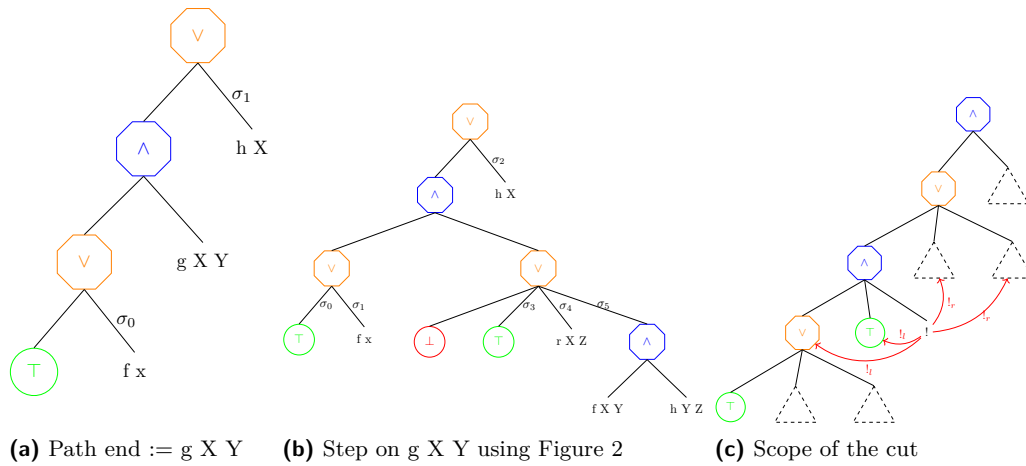 ∨
σ₁
∧
h X
∨
g X Y
σ₀
⊤
f x
(a) Path end := g X Y
∨
σ₂
∧
h X
∨
∨
σ₀
σ₁
σ₃
σ₄
σ₅
⊤
f x
⊥
⊤
r X Z
∧
f X Y
h Y Z
(b) Step on g X Y using Figure 2
∧
∨
∧
!ᵣ
!ᵣ
∨
⊤
!ₗ
!
!ₗ
⊤
(c) Scope of the cut